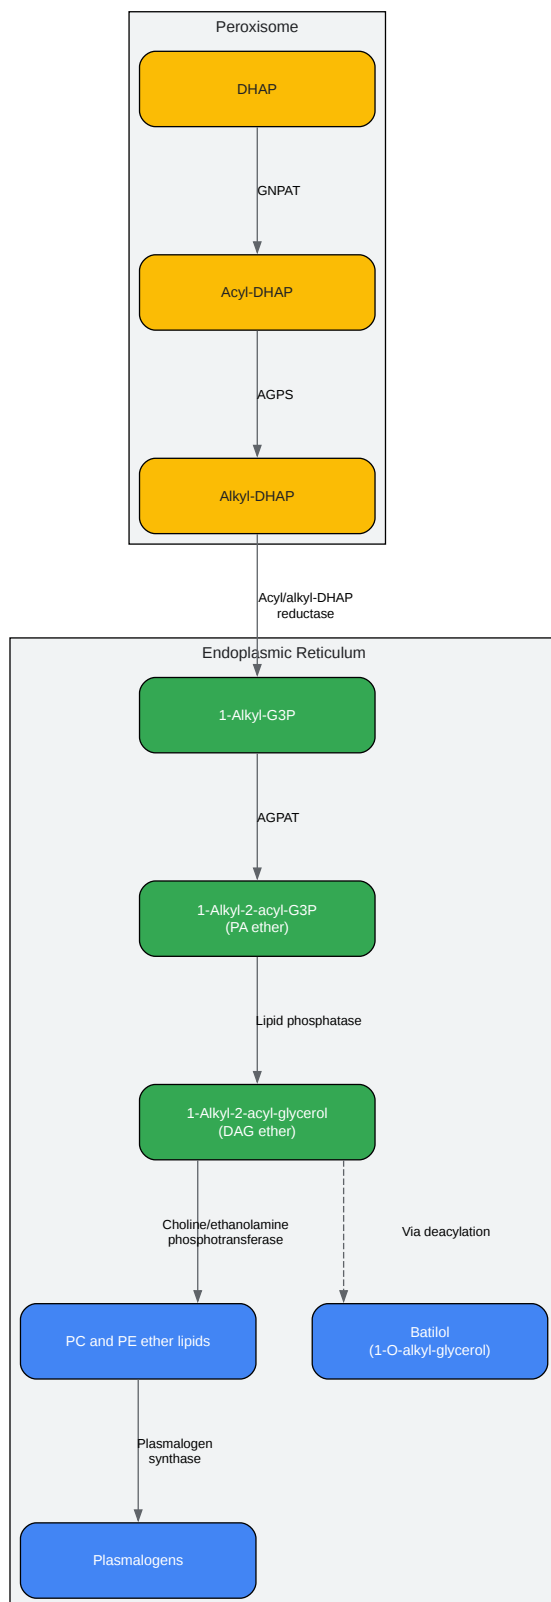 Peroxisome
DHAP
GNPAT
Acyl-DHAP
AGPS
Alkyl-DHAP
Acyl/alkyl-DHAP
reductase
Endoplasmic Reticulum
1-Alkyl-G3P
AGPAT
1-Alkyl-2-acyl-G3P
(PA ether)
Lipid phosphatase
1-Alkyl-2-acyl-glycerol
(DAG ether)
Choline/ethanolamine
phosphotransferase
Via deacylation
PC and PE ether lipids
Batilol
(1-O-alkyl-glycerol)
Plasmalogen
synthase
Plasmalogens